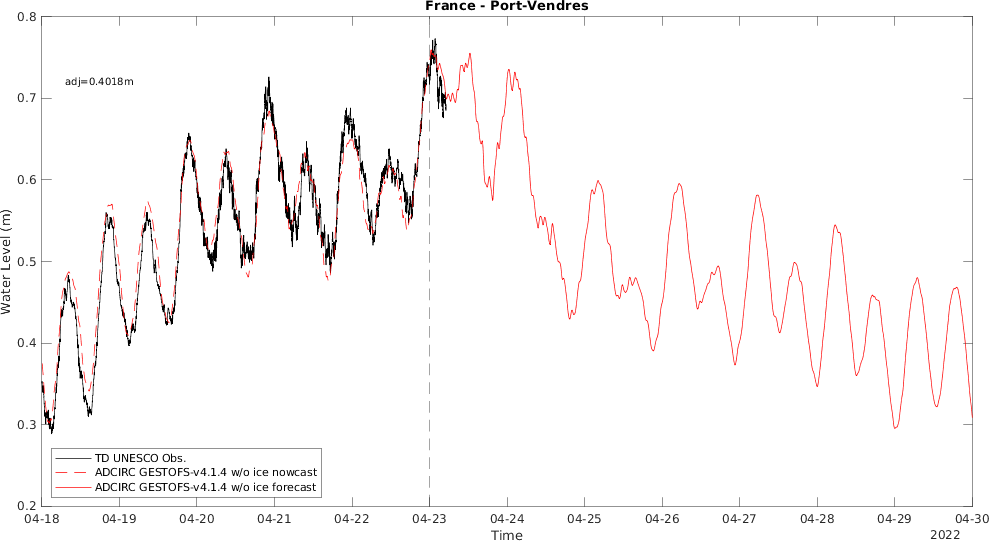 France - Port-Vendres
0.8
0.7
0.6
0.5
0.4
0.3
0.2
Water Level (m)
adj=0.4018m
TD UNESCO Obs.
ADCIRC GESTOFS-v4.1.4 w/o ice nowcast
ADCIRC GESTOFS-v4.1.4 w/o ice forecast
04-18 04-19 04-20 04-21 04-22 04-23 04-24 04-25 04-26 04-27 04-28 04-29 04-30
Time
2022